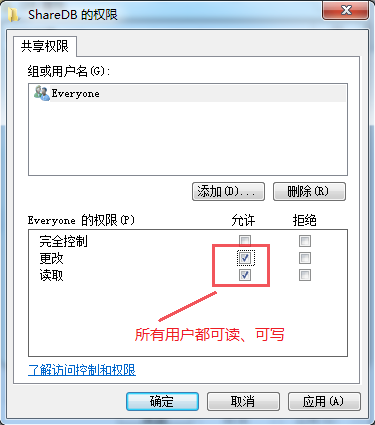 ShareDB 的权限
共享权限
组或用户名(G):
Everyone
添加(D)... 删除(R)
Everyone 的权限(P) 允许 拒绝
完全控制
更改
读取
所有用户都可读、可写
了解访问控制和权限
确定 取消 应用(A)